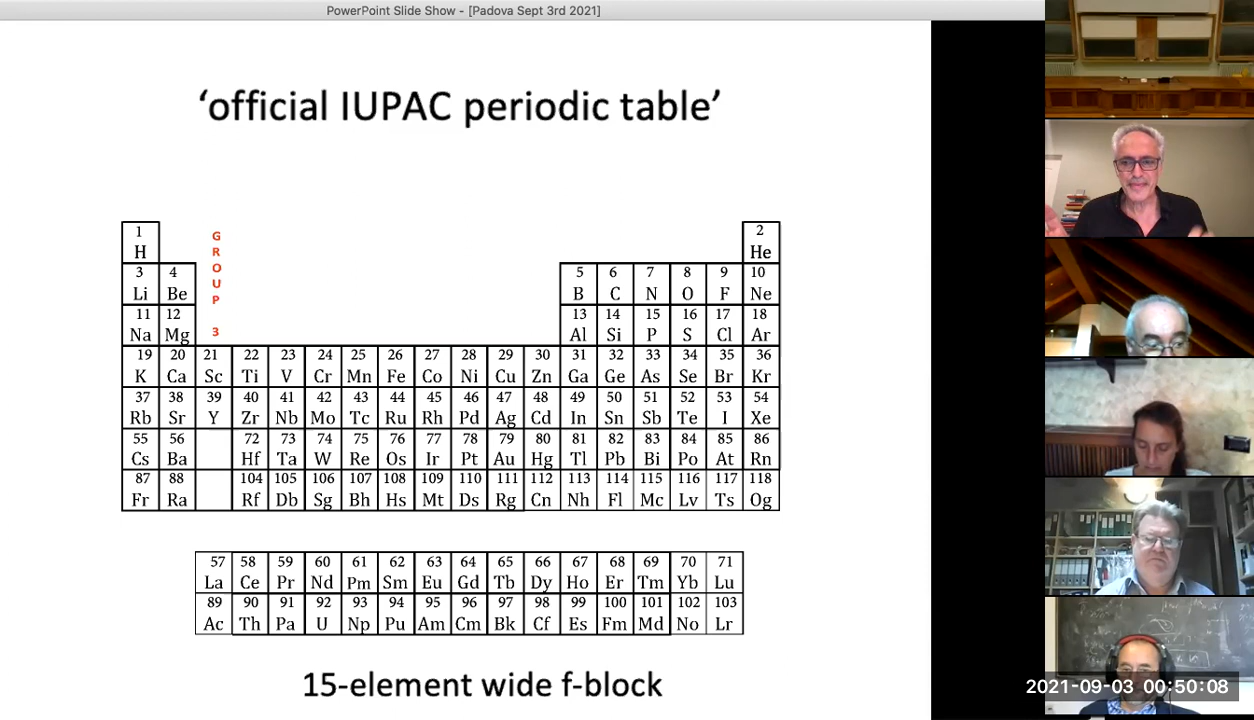 PowerPoint Slide Show - [Padova Sept 3rd 2021]
‘official IUPAC periodic table’
GROUP 3
1 2
H He
3 4 5 6 7 8 9 10
Li Be B C N O F Ne
11 12 13 14 15 16 17 18
Na Mg Al Si P S Cl Ar
19 20 21 22 23 24 25 26 27 28 29 30 31 32 33 34 35 36
K Ca Sc Ti V Cr Mn Fe Co Ni Cu Zn Ga Ge As Se Br Kr
37 38 39 40 41 42 43 44 45 46 47 48 49 50 51 52 53 54
Rb Sr Y Zr Nb Mo Tc Ru Rh Pd Ag Cd In Sn Sb Te I Xe
55 56 72 73 74 75 76 77 78 79 80 81 82 83 84 85 86
Cs Ba Hf Ta W Re Os Ir Pt Au Hg Tl Pb Bi Po At Rn
87 88 104 105 106 107 108 109 110 111 112 113 114 115 116 117 118
Fr Ra Rf Db Sg Bh Hs Mt Ds Rg Cn Nh Fl Mc Lv Ts Og
57 58 59 60 61 62 63 64 65 66 67 68 69 70 71
La Ce Pr Nd Pm Sm Eu Gd Tb Dy Ho Er Tm Yb Lu
89 90 91 92 93 94 95 96 97 98 99 100 101 102 103
Ac Th Pa U Np Pu Am Cm Bk Cf Es Fm Md No Lr
15-element wide f-block
2021-09-03 00:50:08